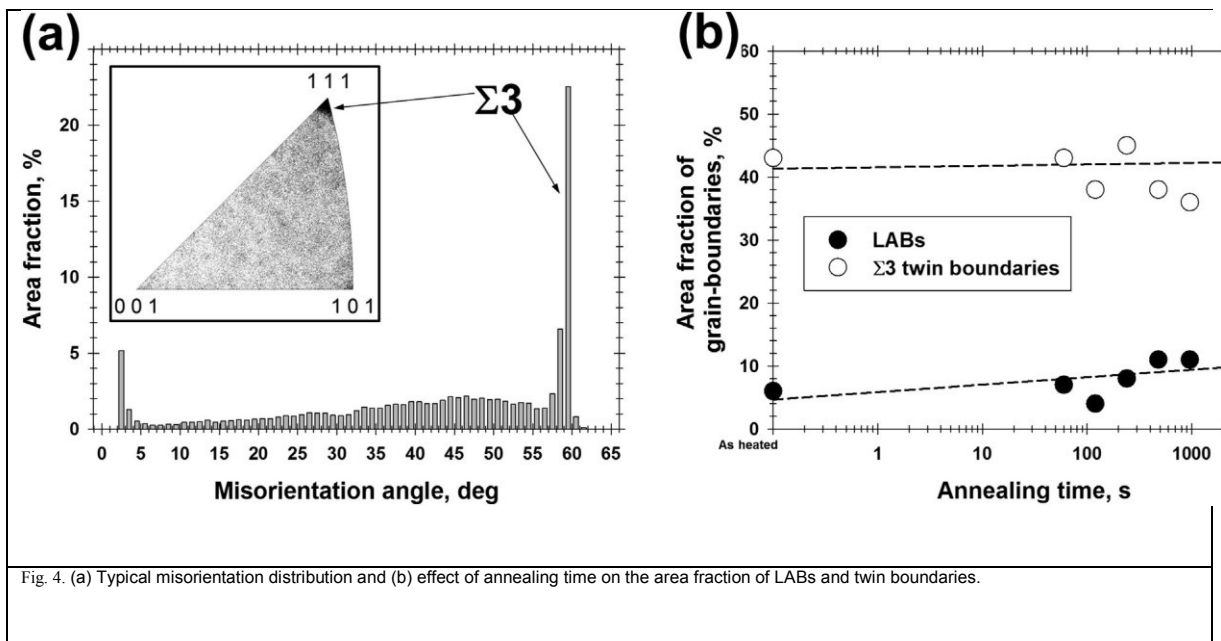 (a)
Area fraction, %
20
15
10
5
0
1 1 1
0 0 1
1 0 1
Σ3
0 5 10 15 20 25 30 35 40 45 50 55 60 65
Misorientation angle, deg
(b)
Area fraction of
grain-boundaries, %
60
50
40
30
20
10
0
LABs
Σ3 twin boundaries
As heated
1 10 100 1000
Annealing time, s
Fig. 4. (a) Typical misorientation distribution and (b) effect of annealing time on the area fraction of LABs and twin boundaries.